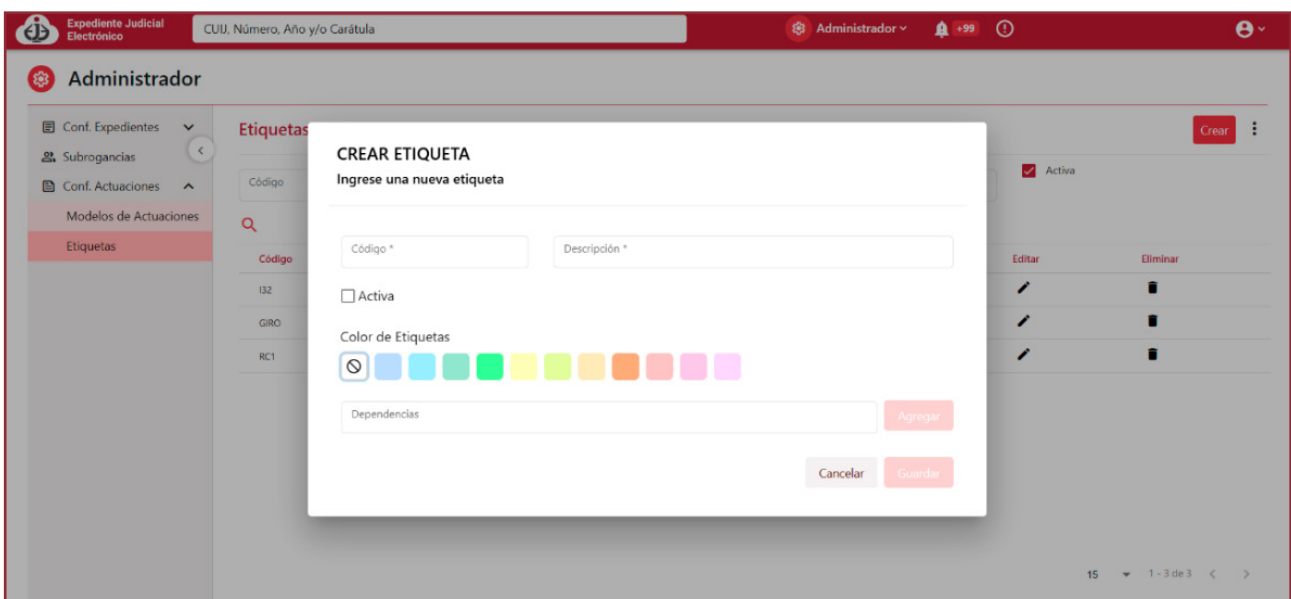 Expediente Judicial
Electrónico
CUIJ, Número, Año y/o Carátula
Administrador
+99
Administrador
Conf. Expedientes
Subrogancias
Conf. Actuaciones
Modelos de Actuaciones
Etiquetas
Etiquetas
Crear
Código
Activa
Código
Editar
Eliminar
I32
GIRO
RC1
CREAR ETIQUETA
Ingrese una nueva etiqueta
Código *
Descripción *
Activa
Color de Etiquetas
Dependencias
Agregar
Cancelar
Guardar
15
1 - 3 de 3